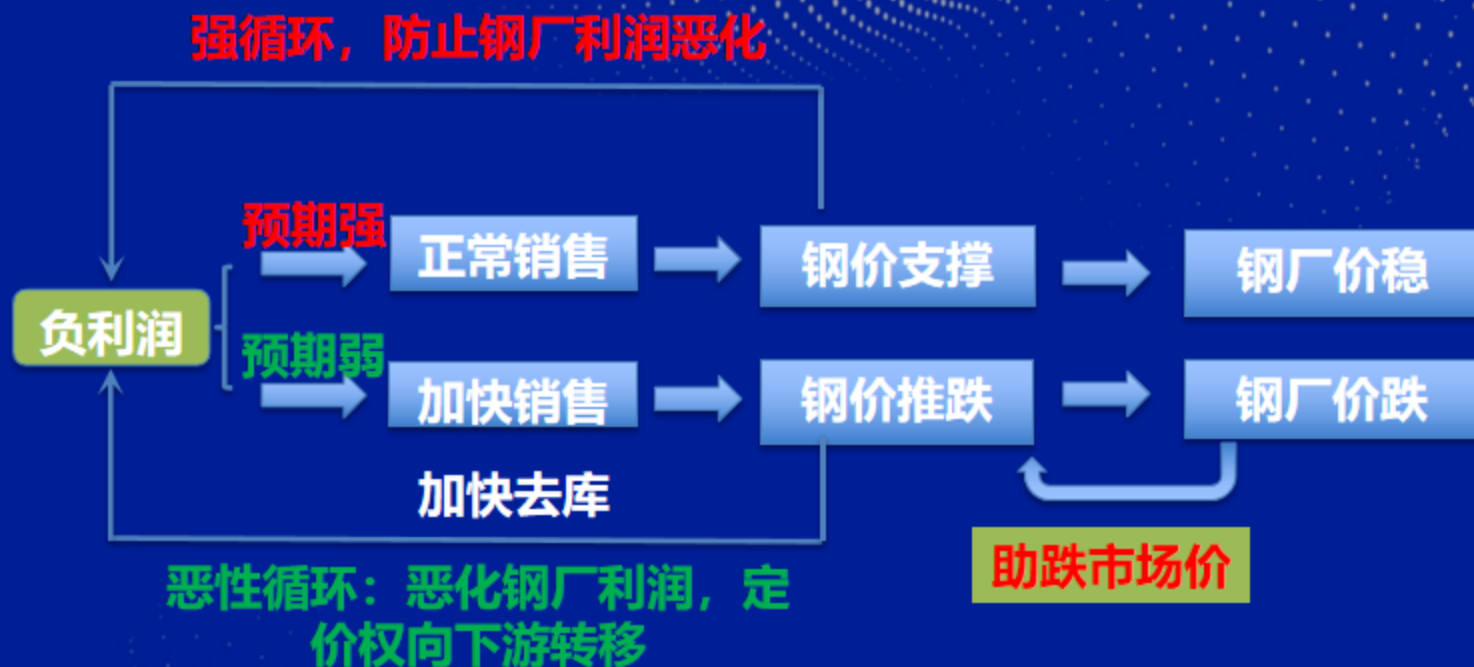 强循环，防止钢厂利润恶化
预期强
正常销售
钢价支撑
钢厂价稳
负利润
预期弱
加快销售
钢价推跌
钢厂价跌
加快去库
助跌市场价
恶性循环：恶化钢厂利润，定
价权向下游转移